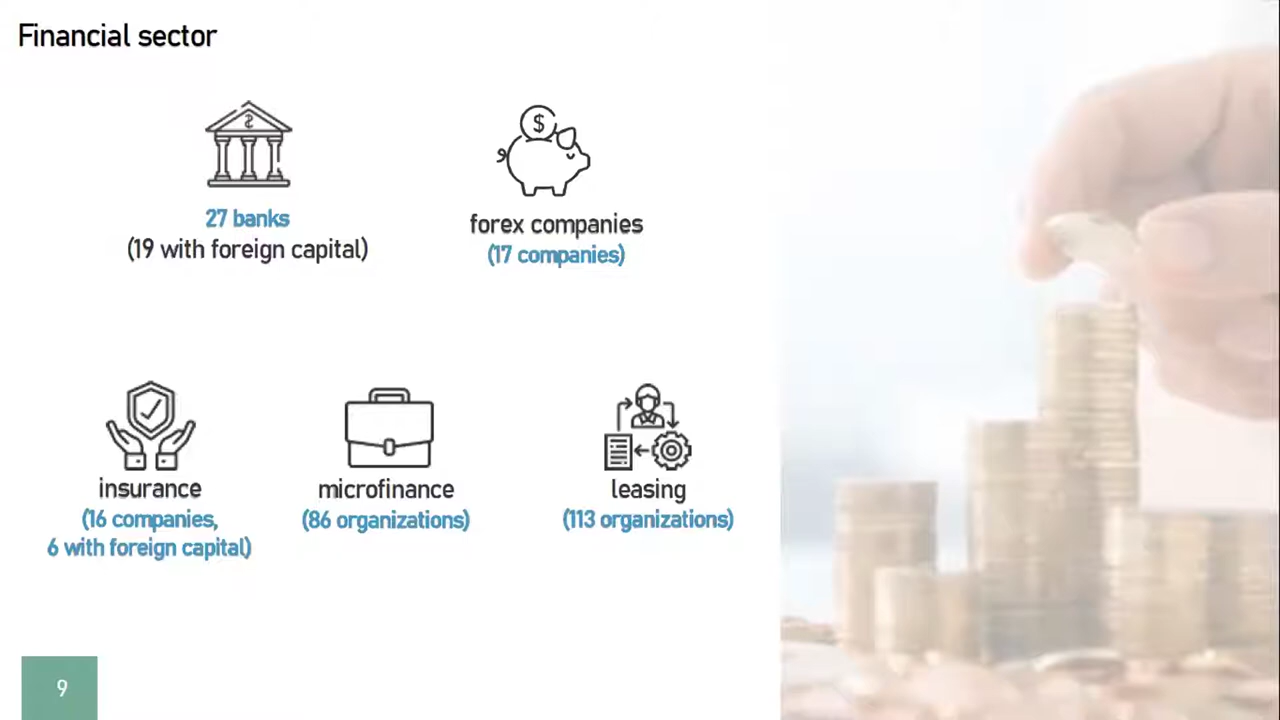 Financial sector
$
$
27 banks
(19 with foreign capital)
forex companies
(17 companies)
insurance
(16 companies,
6 with foreign capital)
microfinance
(86 organizations)
leasing
(113 organizations)
9